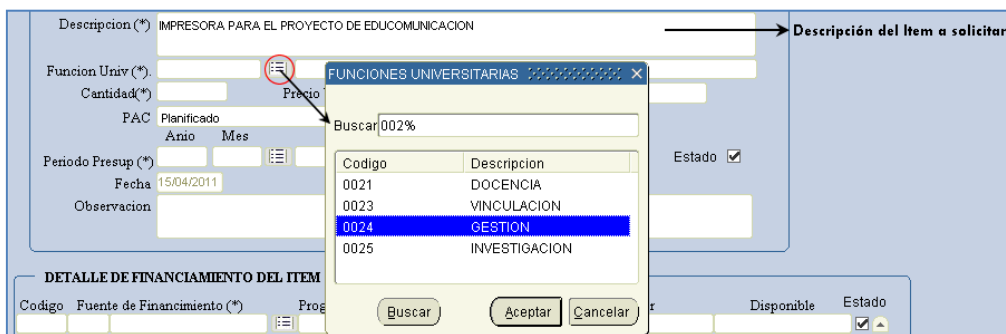 Descripcion (*) IMPRESORA PARA EL PROYECTO DE EDUCOMUNICACION
Descripción del Item a solicitar
Funcion Univ (*).
FUNCIONES UNIVERSITARIAS
Cantidad(*) Precio
PAC Planificado
Buscar 002%
Anio Mes
Codigo Descripcion
Periodo Presup (*) Estado
0021 DOCENCIA
Fecha 15/04/2011
0023 VINCULACION
Observacion
0024 GESTION
0025 INVESTIGACION
DETALLE DE FINANCIAMIENTO DEL ITEM
Codigo Fuente de Financimiento (*) Disponible Estado
Buscar Aceptar Cancelar